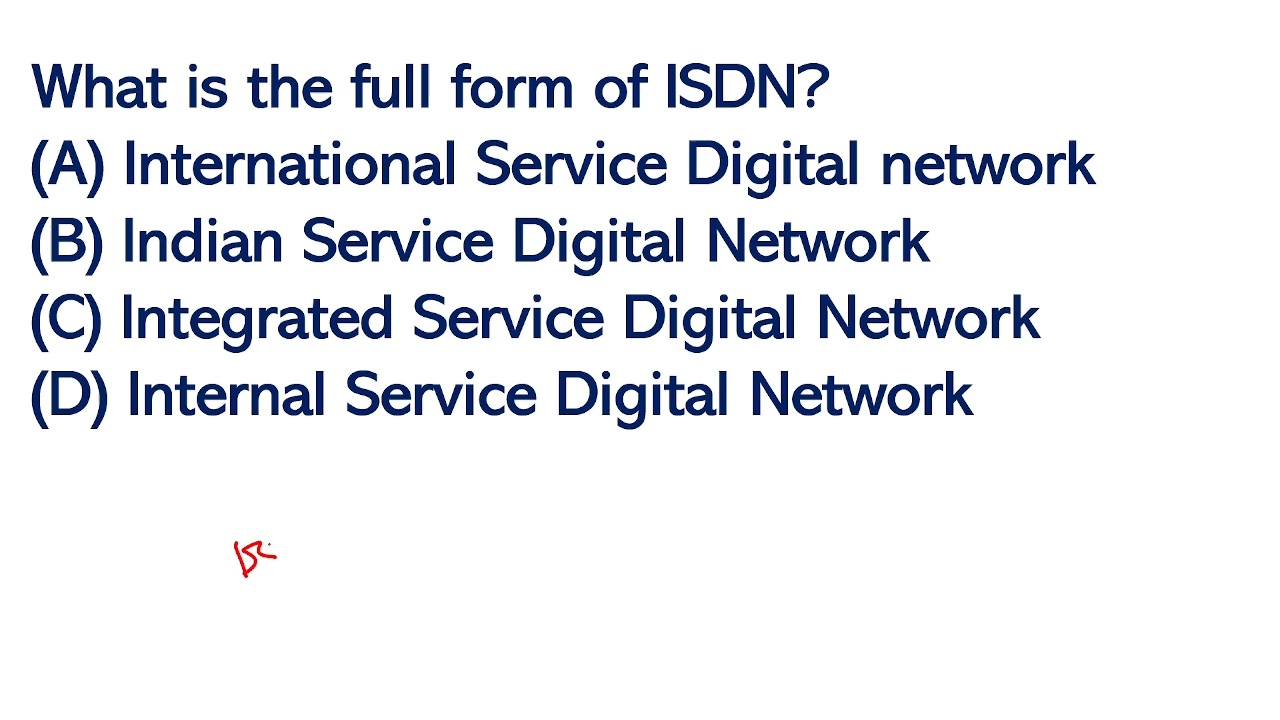 What is the full form of ISDN?
(A) International Service Digital network
(B) Indian Service Digital Network
(C) Integrated Service Digital Network
(D) Internal Service Digital Network